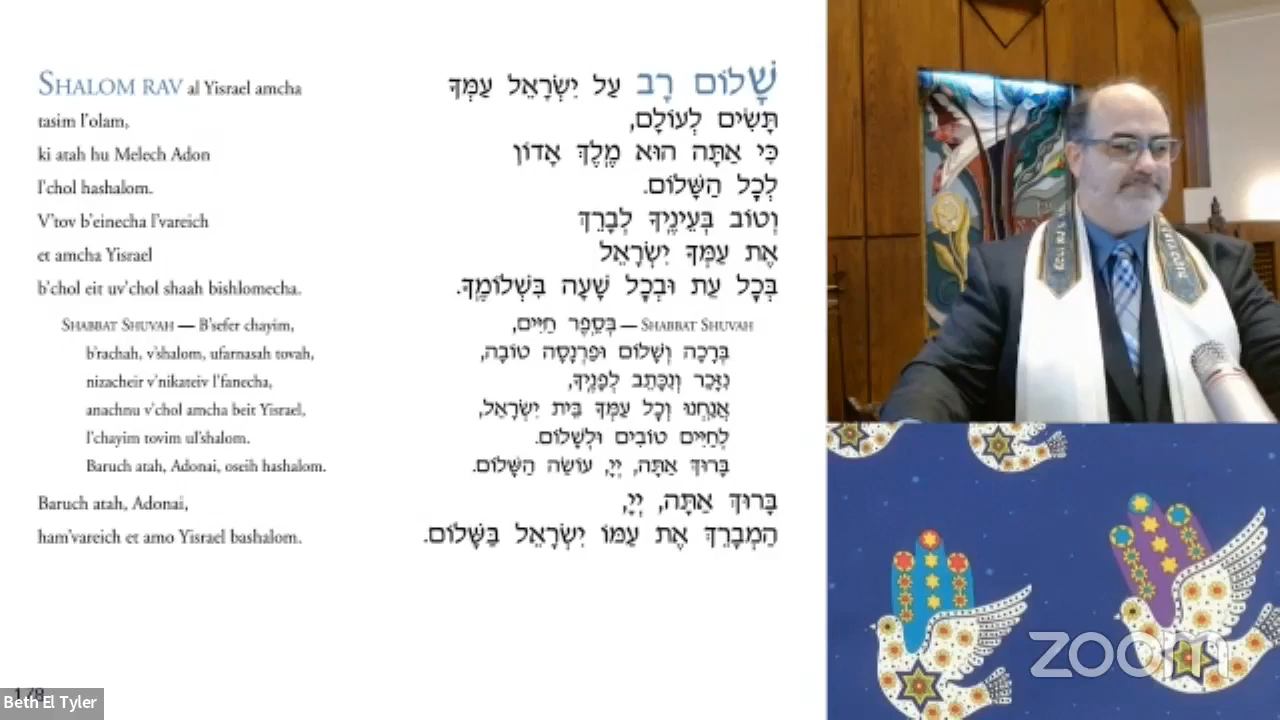 SHALOM RAV al Yisrael amcha
tasim l'olam,
ki atah hu Melech Adon
l'chol hashalom.
V'tov b'einecha l'vareich
et amcha Yisrael
b'chol eit uv'chol shaah bishlomecha.
SHABBAT SHUVAH — B'sefer chayim,
b'rachah, v'shalom, ufarnasah tovah,
nizacheir v'nikateiv l'fanecha,
anachnu v'chol amcha beit Yisrael,
l'chayim tovim ul'shalom.
Baruch atah, Adonai, oseih hashalom.
Baruch atah, Adonai,
ham'vareich et amo Yisrael bashalom.
שָׁלוֹם רָב עַל יִשְׂרָאֵל עַמְּךָ
תָּשִׂים לְעוֹלָם,
כִּי אַתָּה הוּא מֶֽלֶךְ אָדוֹן
לְכָל הַשָּׁלוֹם.
וְטוֹב בְּעֵינֶֽיךָ לְבָרֵךְ
אֶת עַמְּךָ יִשְׂרָאֵל
בְּכָל עֵת וּבְכָל שָׁעָה בִּשְׁלוֹמֶֽךָ.
SHABBAT SHUVAH — בְּסֵֽפֶר חַיִּים,
בְּרָכָה וְשָׁלוֹם וּפַרְנָסָה טוֹבָה,
נִזָּכֵר וְנִכָּתֵב לְפָנֶֽיךָ,
אֲנַֽחְנוּ וְכָל עַמְּךָ בֵּית יִשְׂרָאֵל,
לְחַיִּים טוֹבִים וּלְשָׁלוֹם.
בָּרוּךְ אַתָּה, יְיָ, עוֹשֵׂה הַשָּׁלוֹם.
בָּרוּךְ אַתָּה, יְיָ,
הַמְבָרֵךְ אֶת עַמּוֹ יִשְׂרָאֵל בַּשָּׁלוֹם.
178
Beth El Tyler
zoom